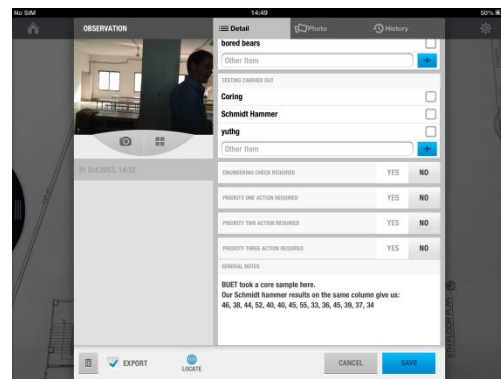 No SIM
14:49
50%
OBSERVATION
Detail
Photo
History
bored bears
Other Item
TESTING CARRIED OUT
Coring
Schmidt Hammer
yuthg
Other Item
31 Oct 2013, 14:32
ENGINEERING CHECK REQUIRED YES NO
PRIORITY ONE ACTION REQUIRED YES NO
PRIORITY TWO ACTION REQUIRED YES NO
PRIORITY THREE ACTION REQUIRED YES NO
GENERAL NOTES
BUET took a core sample here.
Our Schmidt hammer results on the same column give us:
46, 38, 44, 52, 40, 40, 45, 55, 33, 36, 45, 39, 37, 34
EXPORT
LOCATE
CANCEL
SAVE
6TH FLOOR PLAN